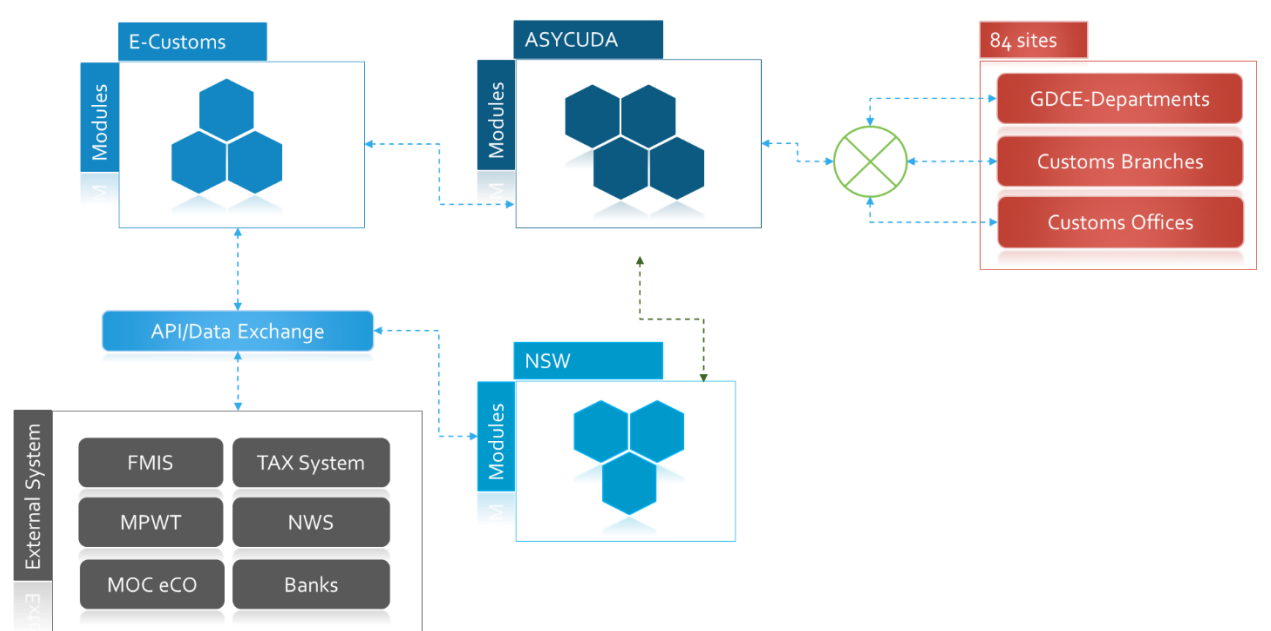 E-Customs
Modules
ASYCUDA
Modules
84 sites
GDCE-Departments
Customs Branches
Customs Offices
API/Data Exchange
NSW
Modules
External System
FMIS
TAX System
MPWT
NWS
MOC eCO
Banks